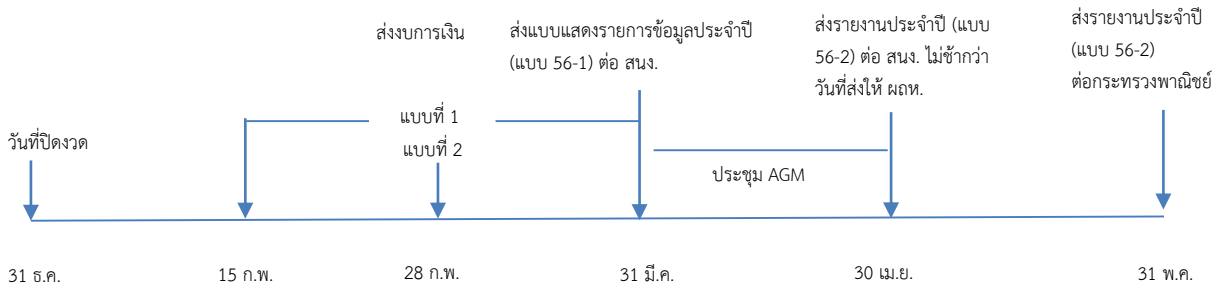 ส่งงบการเงิน
ส่งแบบแสดงรายการข้อมูลประจำปี
(แบบ 56-1) ต่อ สนง.
ส่งรายงานประจำปี (แบบ
56-2) ต่อ สนง. ไม่ช้ากว่า
วันที่ส่งให้ ผถห.
ส่งรายงานประจำปี
(แบบ 56-2)
ต่อกระทรวงพาณิชย์
วันที่ปิดงวด
แบบที่ 1
แบบที่ 2
ประชุม AGM
31 ธ.ค.
15 ก.พ.
28 ก.พ.
31 มี.ค.
30 เม.ย.
31 พ.ค.